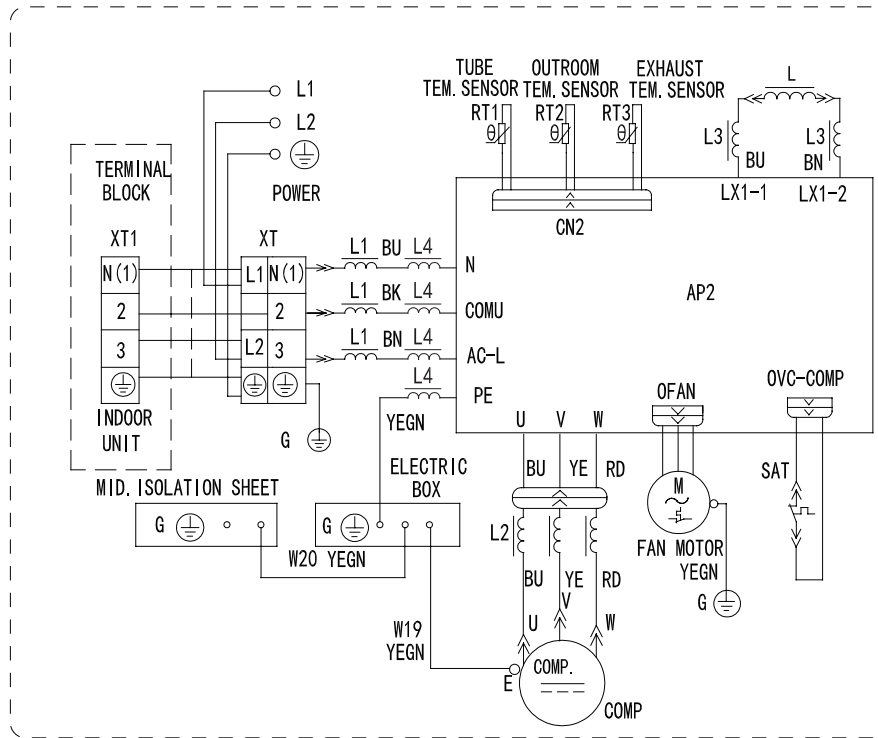 TUBE
TEM. SENSOR
OUTROOM
TEM. SENSOR
EXHAUST
TEM. SENSOR
L
L1
L2
POWER
RT1
RT2
RT3
θ
θ
θ
L3
BU
L3
BN
LX1-1
LX1-2
CN2
AP2
TERMINAL
BLOCK
XT1
XT
N(1)
2
3
L1
N(1)
2
L2
3
L1 BU L4
N
L1 BK L4
COMU
L1 BN L4
AC-L
L4
PE
YEGN
INDOOR
UNIT
G
OFAN
OVC-COMP
U
V
W
BU
YE
RD
ELECTRIC
BOX
MID. ISOLATION SHEET
G
G
W20 YEGN
L2
M
FAN MOTOR
YEGN
G
SAT
BU
YE
RD
U
V
W
W19
YEGN
E
COMP.
COMP